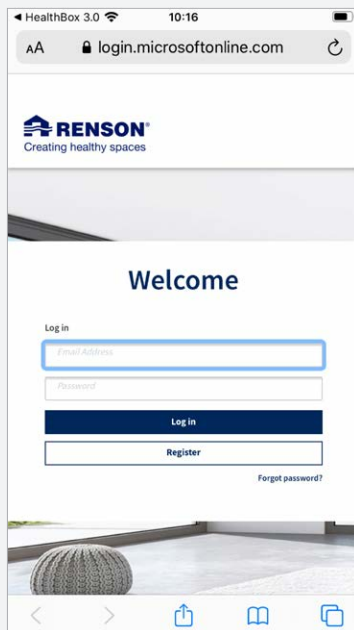 ◀ HealthBox 3.0 10:16
AA login.microsoftonline.com
RENSON®
Creating healthy spaces
Welcome
Log in
Email Address
Password
Log in
Register
Forgot password?